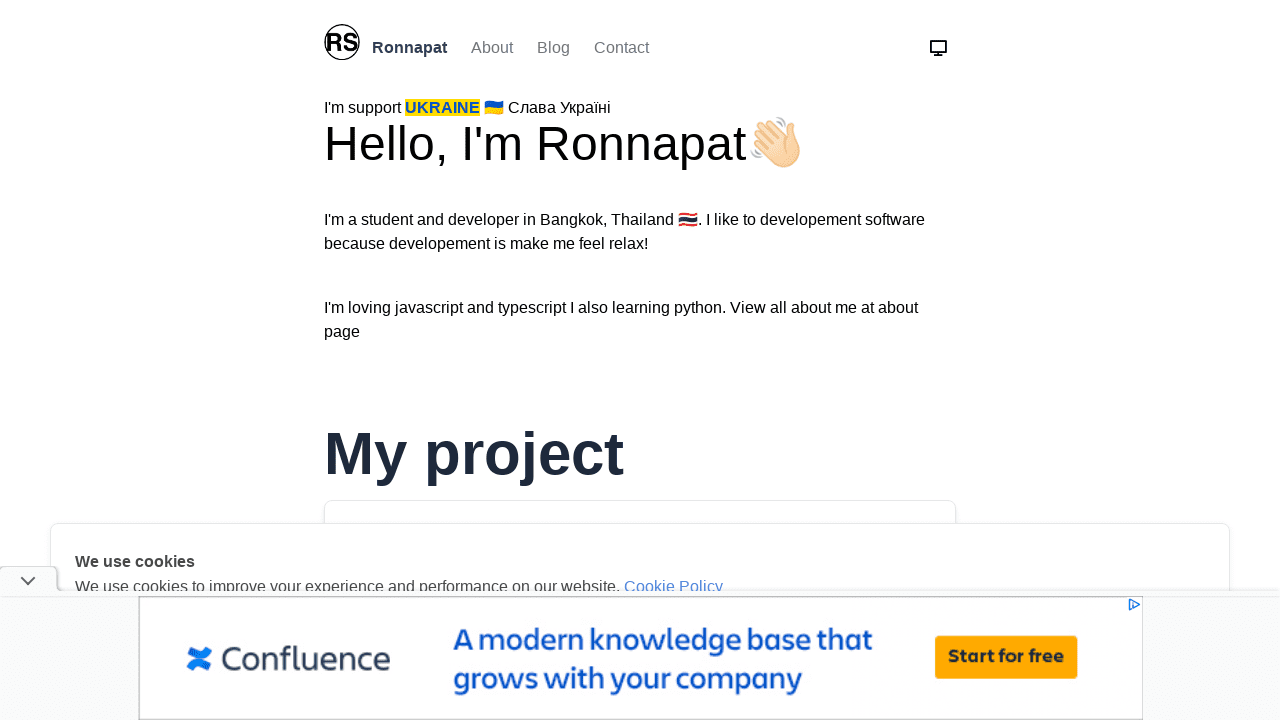 RS
Ronnapat About Blog Contact
I'm support UKRAINE 🇺🇦 Слава Україні
Hello, I'm Ronnapat👋🏻
I'm a student and developer in Bangkok, Thailand 🇹🇭. I like to developement software
because developement is make me feel relax!
I'm loving javascript and typescript I also learning python. View all about me at about
page
My project
We use cookies
We use cookies to improve your experience and performance on our website. Cookie Policy
Confluence
A modern knowledge base that
grows with your company
Start for free